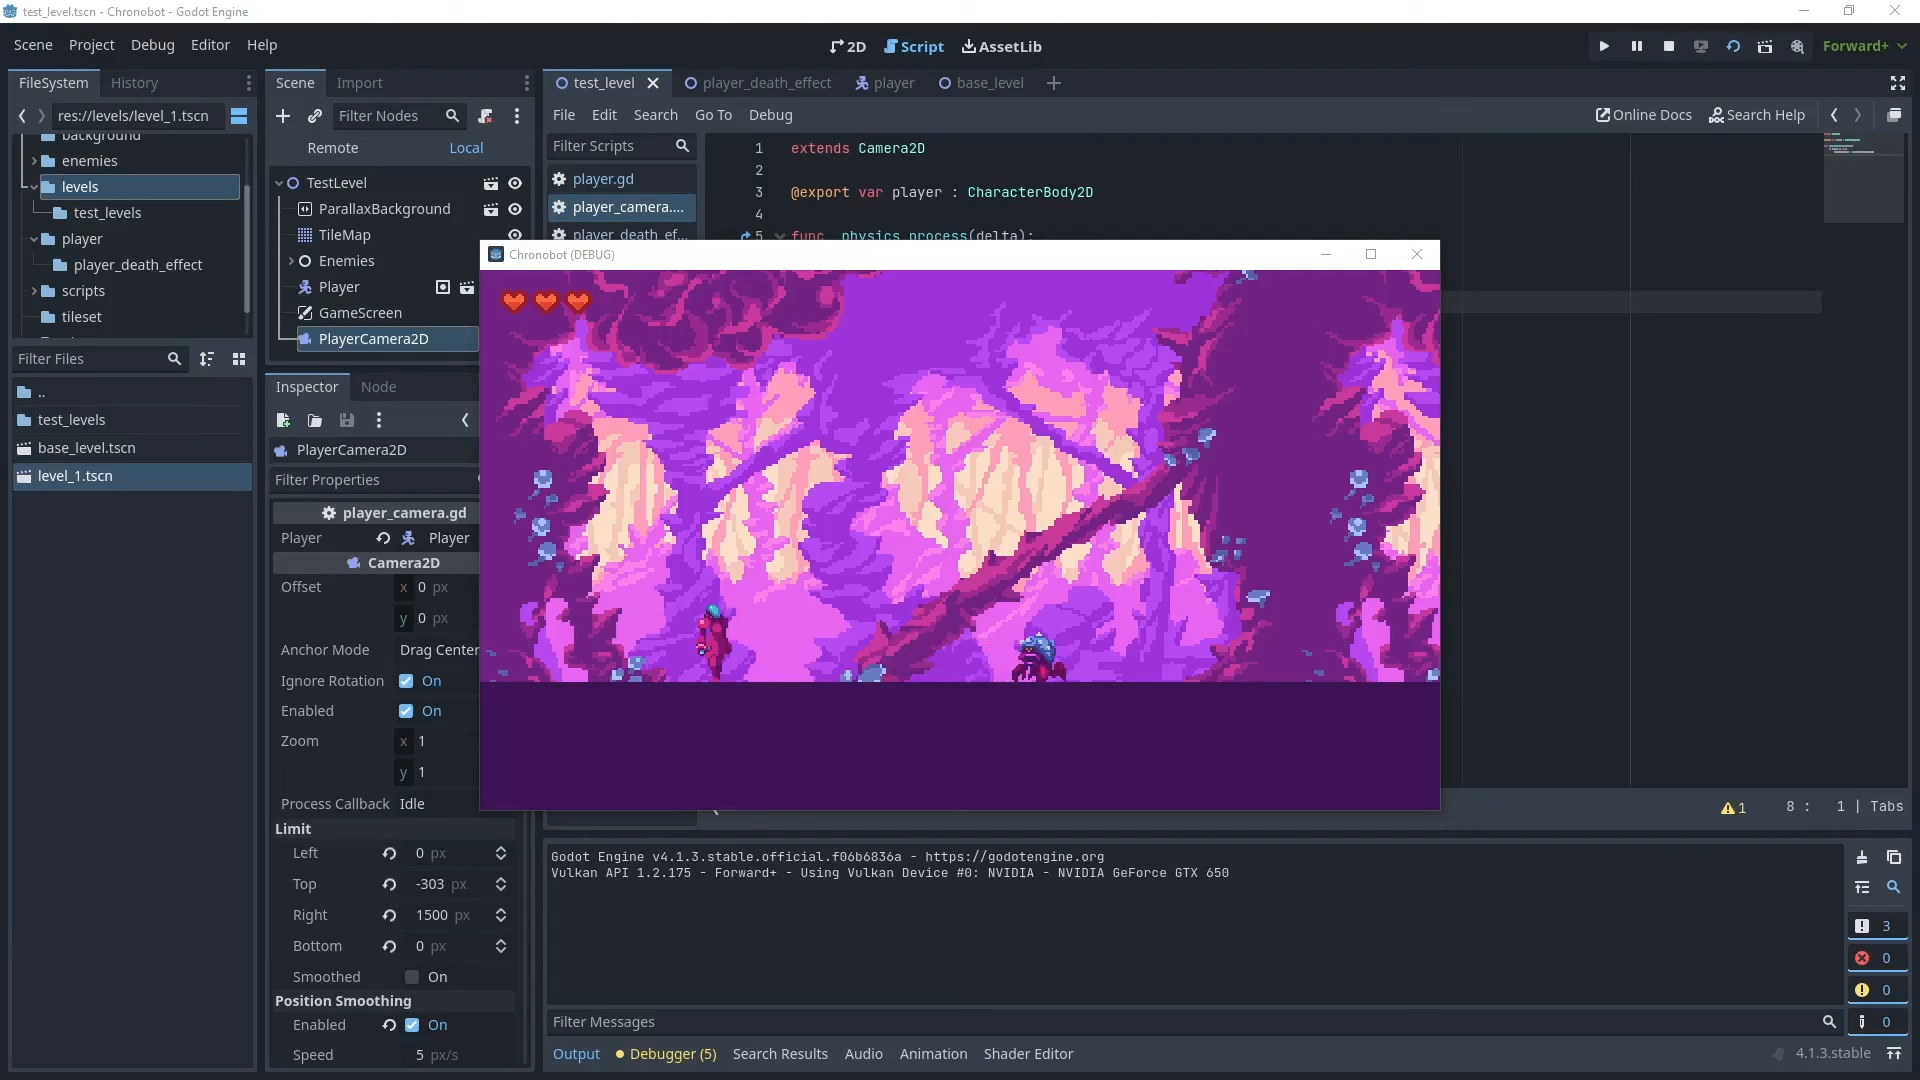 test_level.tscn - Chronobot - Godot Engine
Scene Project Debug Editor Help
2D Script AssetLib
Forward+
FileSystem History
Scene Import
test_level player_death_effect player base_level
res://levels/level_1.tscn
Filter Nodes
File Edit Search Go To Debug
Online Docs Search Help
background
enemies
levels
test_levels
player
player_death_effect
scripts
tileset
Remote Local
TestLevel
ParallaxBackground
TileMap
Enemies
Player
GameScreen
PlayerCamera2D
Filter Scripts
player.gd
player_camera....
player_death_ef...
1 extends Camera2D
2
3 @export var player : CharacterBody2D
4
5 func _physics_process(delta):
Chronobot (DEBUG)
Filter Files
..
test_levels
base_level.tscn
level_1.tscn
Inspector Node
PlayerCamera2D
Filter Properties
player_camera.gd
Player Player
Camera2D
Offset x 0 px
y 0 px
Anchor Mode Drag Center
Ignore Rotation On
Enabled On
Zoom x 1
y 1
Process Callback Idle
Limit
Left 0 px
Top -303 px
Right 1500 px
Bottom 0 px
Smoothed On
Position Smoothing
Enabled On
Speed 5 px/s
1 8 : 1 | Tabs
Godot Engine v4.1.3.stable.official.f06b6836a - https://godotengine.org
Vulkan API 1.2.175 - Forward+ - Using Vulkan Device #0: NVIDIA - NVIDIA GeForce GTX 650
3
0
0
0
Filter Messages
Output Debugger (5) Search Results Audio Animation Shader Editor
4.1.3.stable